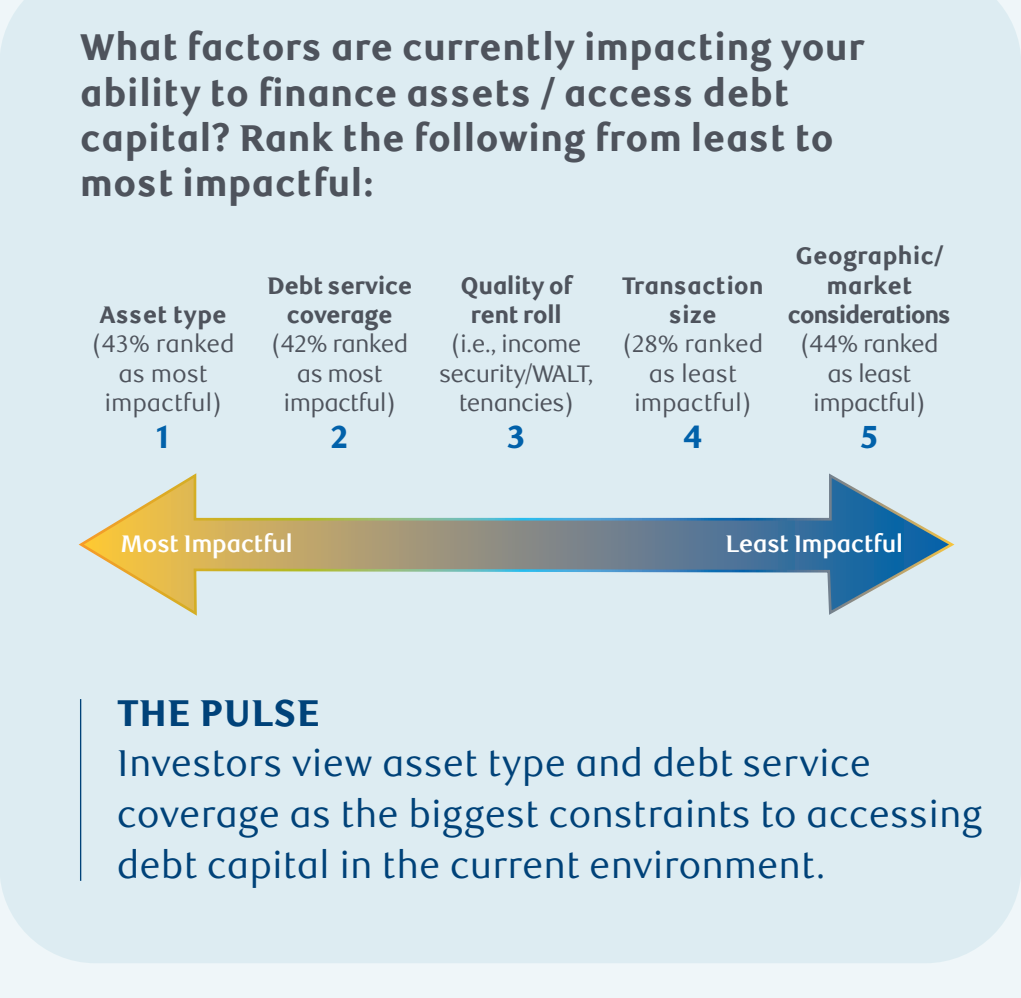 What factors are currently impacting your
ability to finance assets / access debt
capital? Rank the following from least to
most impactful:
Asset type
(43% ranked
as most
impactful)
1
Debt service
coverage
(42% ranked
as most
impactful)
2
Quality of
rent roll
(i.e., income
security/WALT,
tenancies)
3
Transaction
size
(28% ranked
as least
impactful)
4
Geographic/
market
considerations
(44% ranked
as least
impactful)
5
Most Impactful
Least Impactful
THE PULSE
Investors view asset type and debt service
coverage as the biggest constraints to accessing
debt capital in the current environment.